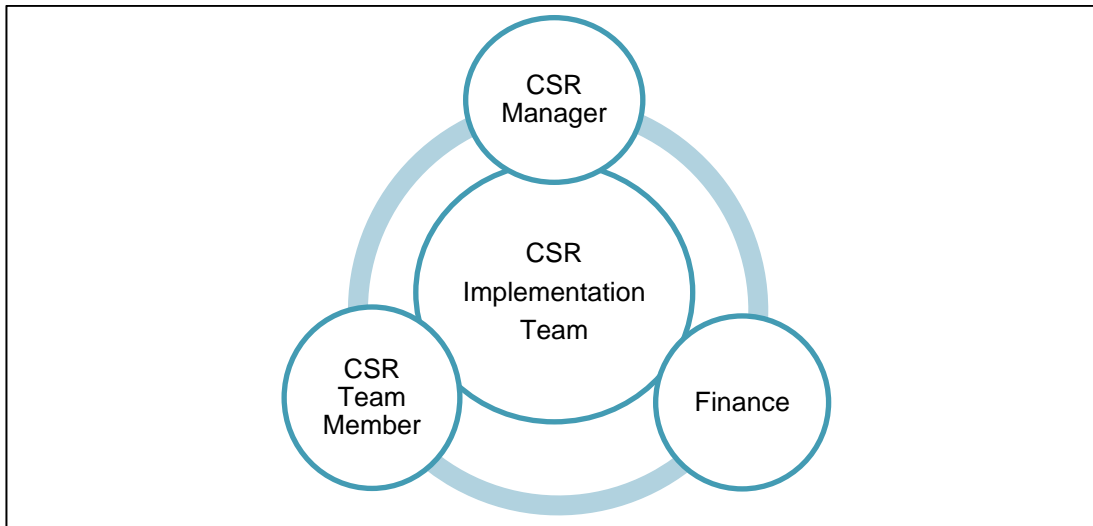 CSR
Manager
CSR
Implementation
Team
CSR
Team
Member
Finance